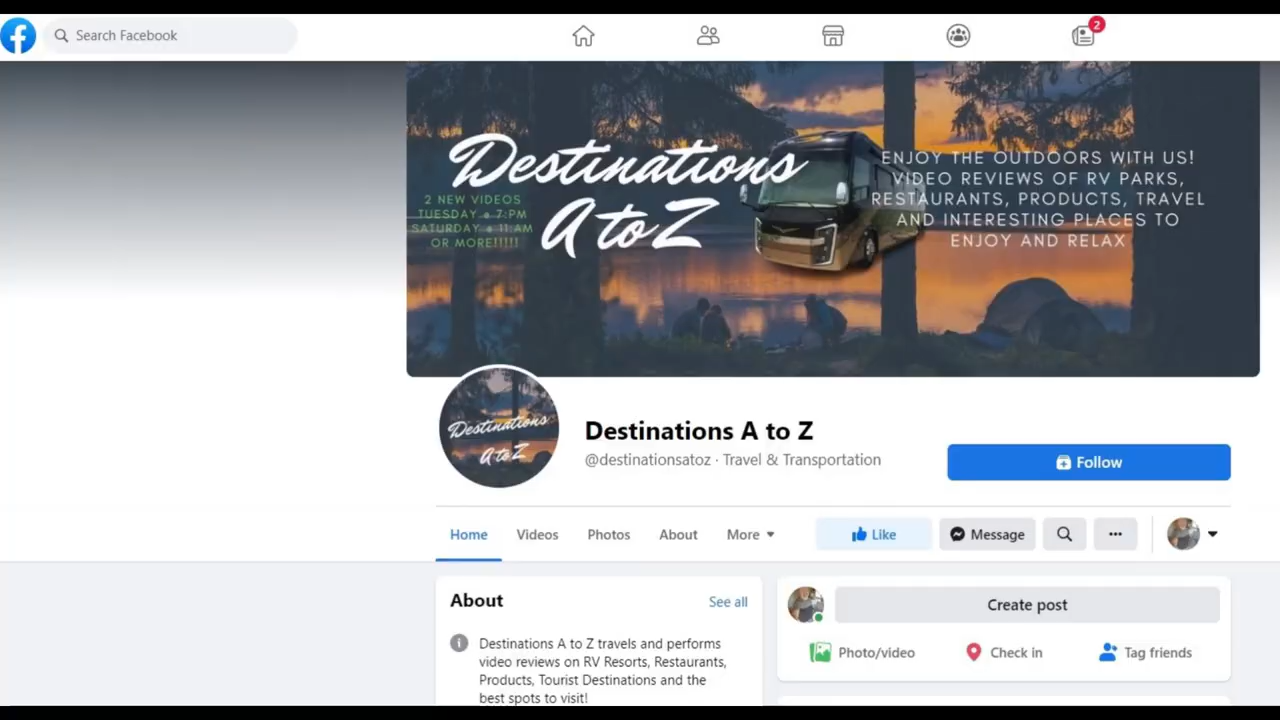 Search Facebook
2
Destinations
A to Z
2 NEW VIDEOS
TUESDAY @ 7:PM
SATURDAY @ 11:AM
OR MORE!!!!!
ENJOY THE OUTDOORS WITH US!
VIDEO REVIEWS OF RV PARKS,
RESTAURANTS, PRODUCTS, TRAVEL
AND INTERESTING PLACES TO
ENJOY AND RELAX
Destinations
A to Z
Destinations A to Z
@destinationsatoz · Travel & Transportation
Follow
Home Videos Photos About More Like Message
About See all
Destinations A to Z travels and performs
video reviews on RV Resorts, Restaurants,
Products, Tourist Destinations and the
best spots to visit!
Create post
Photo/video Check in Tag friends